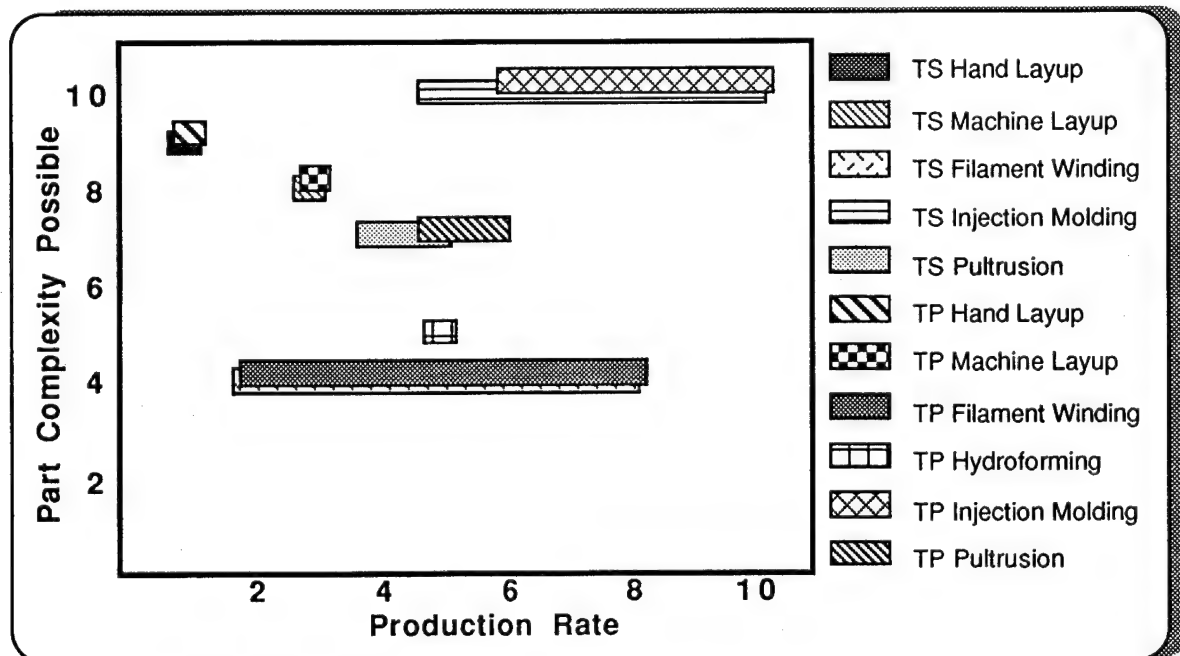 Part Complexity Possible
10
8
6
4
2
2 4 6 8 10
Production Rate
TS Hand Layup
TS Machine Layup
TS Filament Winding
TS Injection Molding
TS Pultrusion
TP Hand Layup
TP Machine Layup
TP Filament Winding
TP Hydroforming
TP Injection Molding
TP Pultrusion